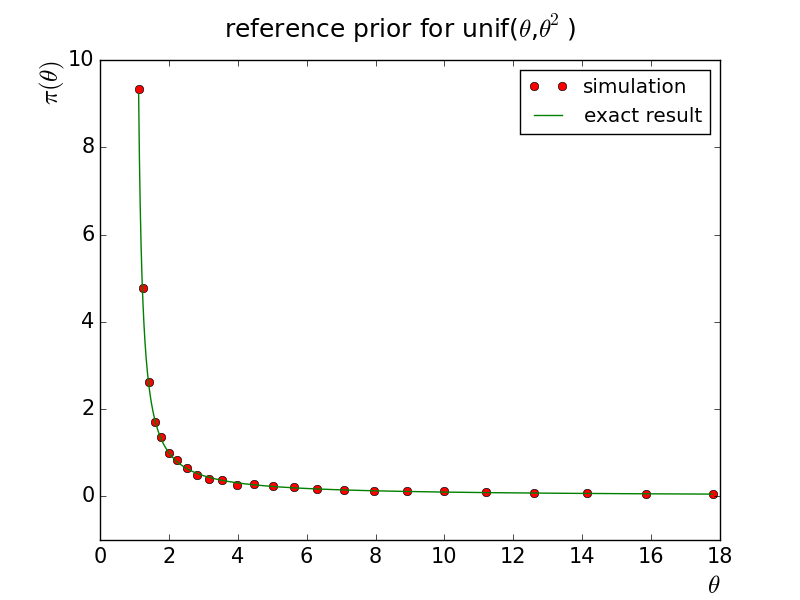 reference prior for unif(θ,θ² )
π(θ)
10
8
6
4
2
0
simulation
exact result
0 2 4 6 8 10 12 14 16 18
θ